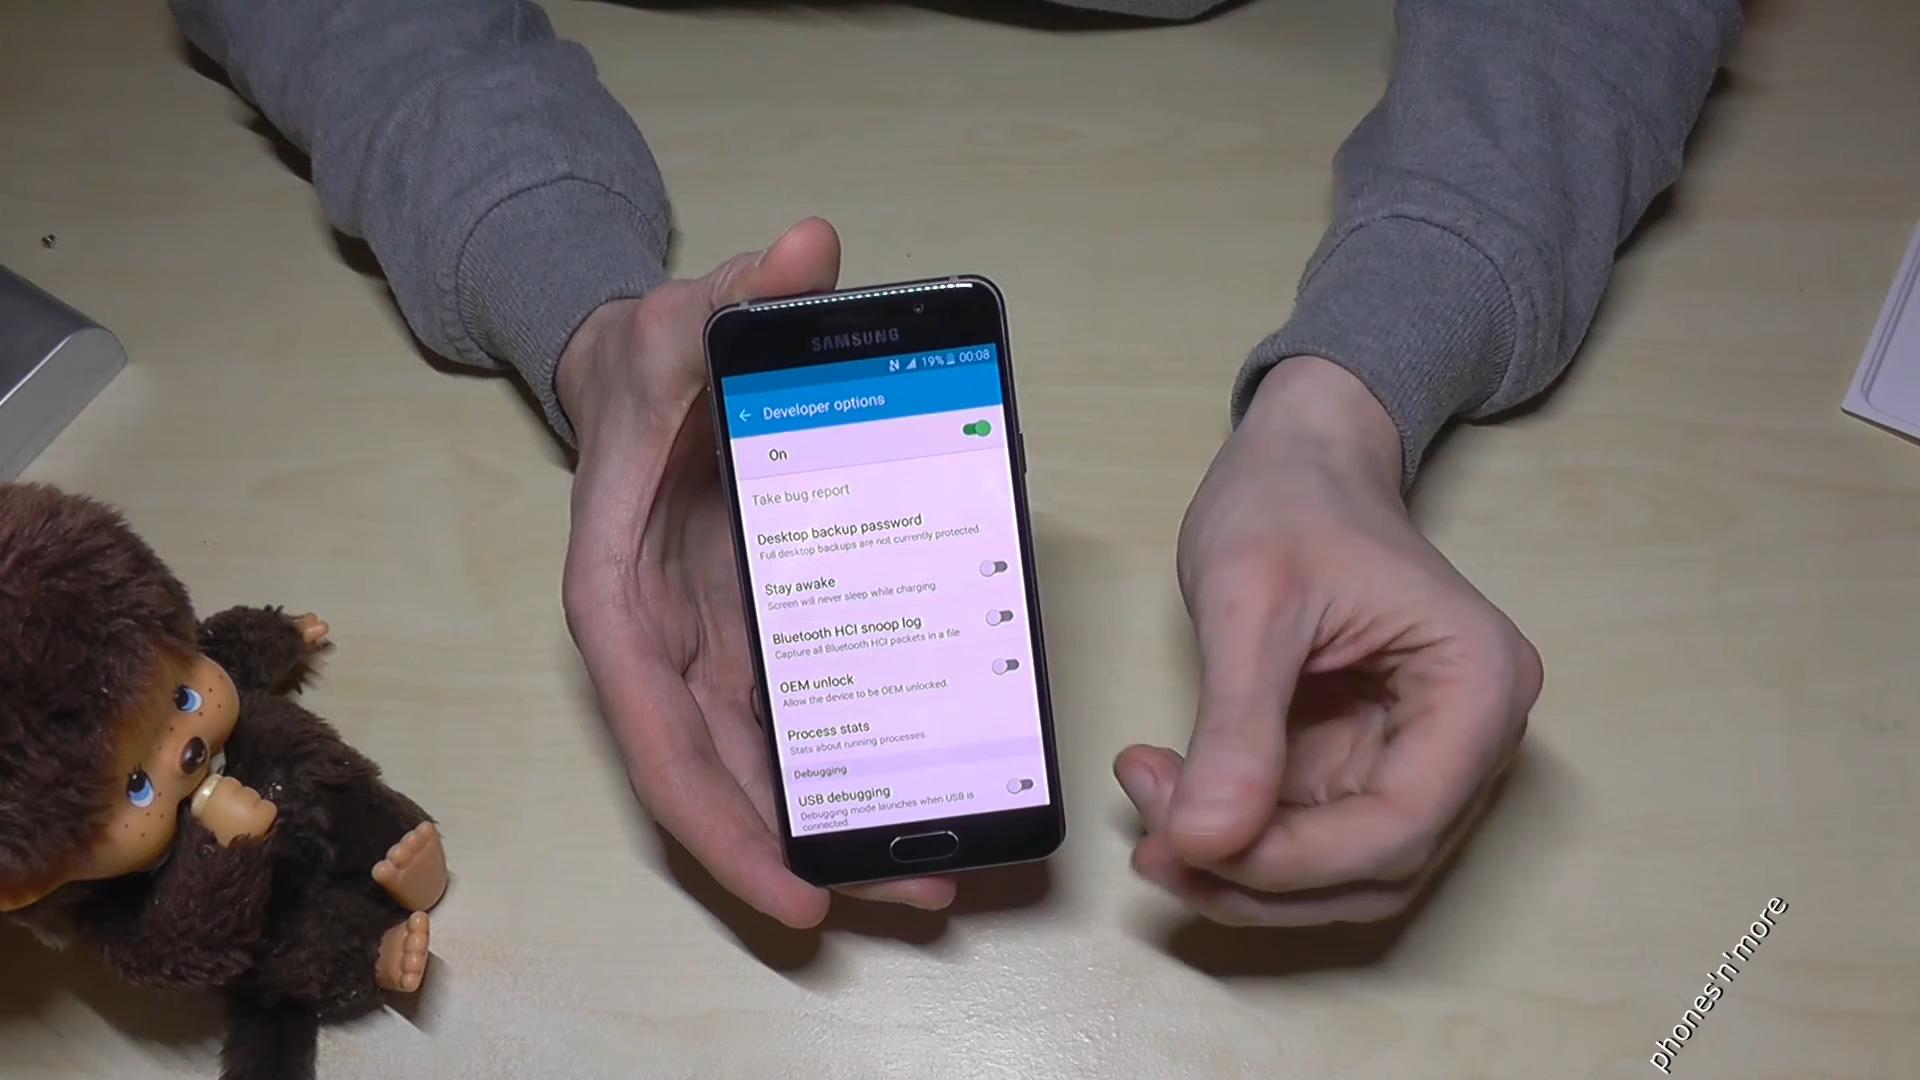 SAMSUNG
19% 00:08
Developer options
On
Take bug report
Desktop backup password
Full desktop backups are not currently protected.
Stay awake
Screen will never sleep while charging.
Bluetooth HCI snoop log
Capture all Bluetooth HCI packets in a file
OEM unlock
Allow the device to be OEM unlocked.
Process stats
Stats about running processes.
Debugging
USB debugging
Debugging mode launches when USB is
connected.
phones'n'more